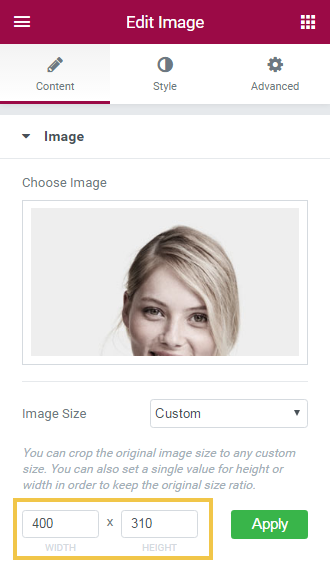 Edit Image
Content Style Advanced
Image
Choose Image
Image Size Custom
You can crop the original image size to any custom
size. You can also set a single value for height or
width in order to keep the original size ratio.
400 x 310 Apply
WIDTH HEIGHT